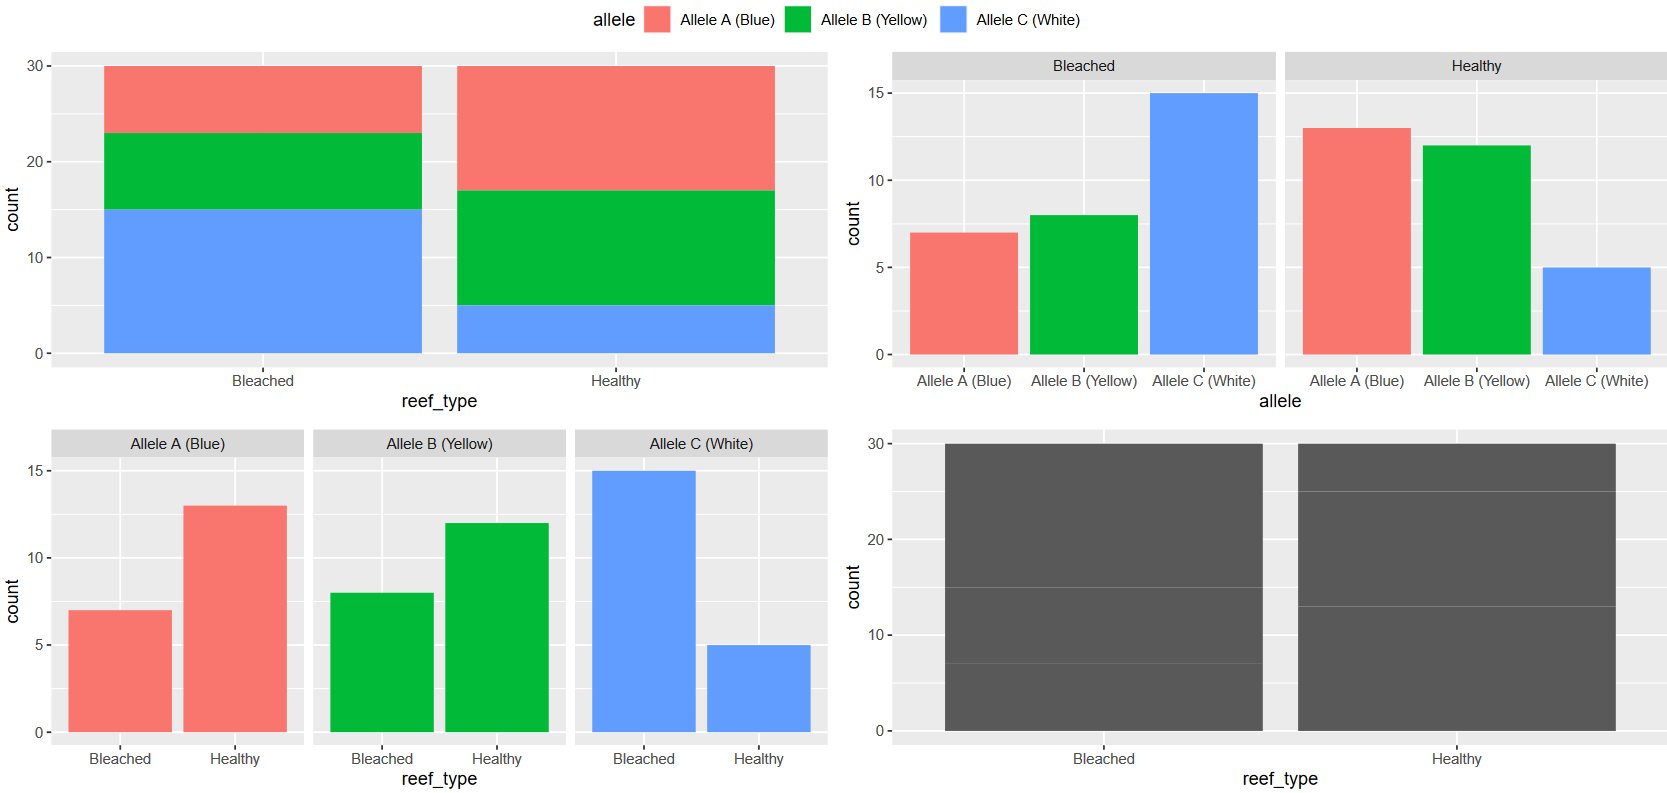 allele Allele A (Blue) Allele B (Yellow) Allele C (White)
30
20
10
0
count
Bleached Healthy
reef_type
Bleached Healthy
15
10
5
0
count
Allele A (Blue) Allele B (Yellow) Allele C (White) Allele A (Blue) Allele B (Yellow) Allele C (White)
allele
Allele A (Blue) Allele B (Yellow) Allele C (White)
15
10
5
0
count
Bleached Healthy Bleached Healthy Bleached Healthy
reef_type
30
20
10
0
count
Bleached Healthy
reef_type